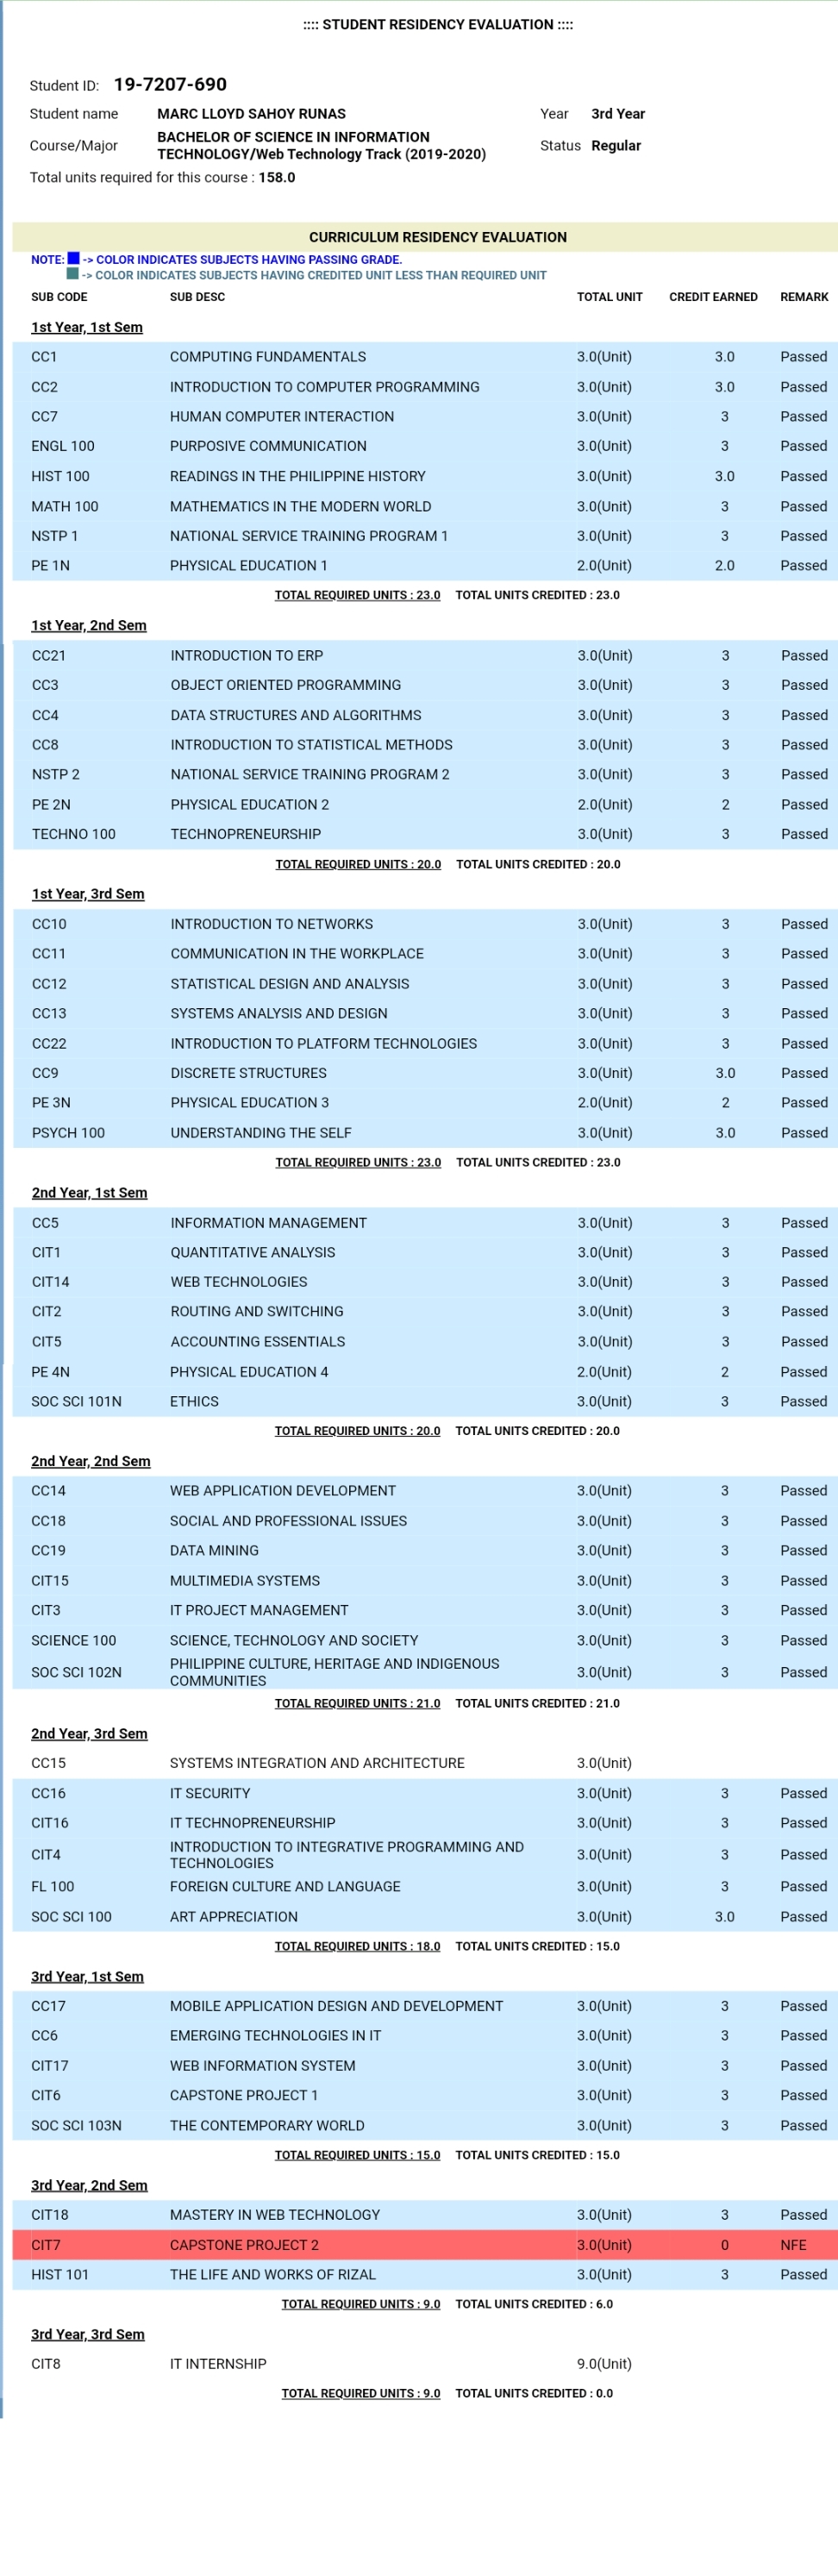 :::: STUDENT RESIDENCY EVALUATION ::::
Student ID: 19-7207-690
Student name MARC LLOYD SAHOY RUNAS Year 3rd Year
Course/Major BACHELOR OF SCIENCE IN INFORMATION TECHNOLOGY/Web Technology Track (2019-2020) Status Regular
Total units required for this course : 158.0
CURRICULUM RESIDENCY EVALUATION
NOTE: -> COLOR INDICATES SUBJECTS HAVING PASSING GRADE.
-> COLOR INDICATES SUBJECTS HAVING CREDITED UNIT LESS THAN REQUIRED UNIT
SUB CODE SUB DESC TOTAL UNIT CREDIT EARNED REMARK
1st Year, 1st Sem
CC1 COMPUTING FUNDAMENTALS 3.0(Unit) 3.0 Passed
CC2 INTRODUCTION TO COMPUTER PROGRAMMING 3.0(Unit) 3.0 Passed
CC7 HUMAN COMPUTER INTERACTION 3.0(Unit) 3 Passed
ENGL 100 PURPOSIVE COMMUNICATION 3.0(Unit) 3 Passed
HIST 100 READINGS IN THE PHILIPPINE HISTORY 3.0(Unit) 3.0 Passed
MATH 100 MATHEMATICS IN THE MODERN WORLD 3.0(Unit) 3 Passed
NSTP 1 NATIONAL SERVICE TRAINING PROGRAM 1 3.0(Unit) 3 Passed
PE 1N PHYSICAL EDUCATION 1 2.0(Unit) 2.0 Passed
TOTAL REQUIRED UNITS : 23.0 TOTAL UNITS CREDITED : 23.0
1st Year, 2nd Sem
CC21 INTRODUCTION TO ERP 3.0(Unit) 3 Passed
CC3 OBJECT ORIENTED PROGRAMMING 3.0(Unit) 3 Passed
CC4 DATA STRUCTURES AND ALGORITHMS 3.0(Unit) 3 Passed
CC8 INTRODUCTION TO STATISTICAL METHODS 3.0(Unit) 3 Passed
NSTP 2 NATIONAL SERVICE TRAINING PROGRAM 2 3.0(Unit) 3 Passed
PE 2N PHYSICAL EDUCATION 2 2.0(Unit) 2 Passed
TECHNO 100 TECHNOPRENEURSHIP 3.0(Unit) 3 Passed
TOTAL REQUIRED UNITS : 20.0 TOTAL UNITS CREDITED : 20.0
1st Year, 3rd Sem
CC10 INTRODUCTION TO NETWORKS 3.0(Unit) 3 Passed
CC11 COMMUNICATION IN THE WORKPLACE 3.0(Unit) 3 Passed
CC12 STATISTICAL DESIGN AND ANALYSIS 3.0(Unit) 3 Passed
CC13 SYSTEMS ANALYSIS AND DESIGN 3.0(Unit) 3 Passed
CC22 INTRODUCTION TO PLATFORM TECHNOLOGIES 3.0(Unit) 3 Passed
CC9 DISCRETE STRUCTURES 3.0(Unit) 3.0 Passed
PE 3N PHYSICAL EDUCATION 3 2.0(Unit) 2 Passed
PSYCH 100 UNDERSTANDING THE SELF 3.0(Unit) 3.0 Passed
TOTAL REQUIRED UNITS : 23.0 TOTAL UNITS CREDITED : 23.0
2nd Year, 1st Sem
CC5 INFORMATION MANAGEMENT 3.0(Unit) 3 Passed
CIT1 QUANTITATIVE ANALYSIS 3.0(Unit) 3 Passed
CIT14 WEB TECHNOLOGIES 3.0(Unit) 3 Passed
CIT2 ROUTING AND SWITCHING 3.0(Unit) 3 Passed
CIT5 ACCOUNTING ESSENTIALS 3.0(Unit) 3 Passed
PE 4N PHYSICAL EDUCATION 4 2.0(Unit) 2 Passed
SOC SCI 101N ETHICS 3.0(Unit) 3 Passed
TOTAL REQUIRED UNITS : 20.0 TOTAL UNITS CREDITED : 20.0
2nd Year, 2nd Sem
CC14 WEB APPLICATION DEVELOPMENT 3.0(Unit) 3 Passed
CC18 SOCIAL AND PROFESSIONAL ISSUES 3.0(Unit) 3 Passed
CC19 DATA MINING 3.0(Unit) 3 Passed
CIT15 MULTIMEDIA SYSTEMS 3.0(Unit) 3 Passed
CIT3 IT PROJECT MANAGEMENT 3.0(Unit) 3 Passed
SCIENCE 100 SCIENCE, TECHNOLOGY AND SOCIETY 3.0(Unit) 3 Passed
SOC SCI 102N PHILIPPINE CULTURE, HERITAGE AND INDIGENOUS COMMUNITIES 3.0(Unit) 3 Passed
TOTAL REQUIRED UNITS : 21.0 TOTAL UNITS CREDITED : 21.0
2nd Year, 3rd Sem
CC15 SYSTEMS INTEGRATION AND ARCHITECTURE 3.0(Unit)
CC16 IT SECURITY 3.0(Unit) 3 Passed
CIT16 IT TECHNOPRENEURSHIP 3.0(Unit) 3 Passed
CIT4 INTRODUCTION TO INTEGRATIVE PROGRAMMING AND TECHNOLOGIES 3.0(Unit) 3 Passed
FL 100 FOREIGN CULTURE AND LANGUAGE 3.0(Unit) 3 Passed
SOC SCI 100 ART APPRECIATION 3.0(Unit) 3.0 Passed
TOTAL REQUIRED UNITS : 18.0 TOTAL UNITS CREDITED : 15.0
3rd Year, 1st Sem
CC17 MOBILE APPLICATION DESIGN AND DEVELOPMENT 3.0(Unit) 3 Passed
CC6 EMERGING TECHNOLOGIES IN IT 3.0(Unit) 3 Passed
CIT17 WEB INFORMATION SYSTEM 3.0(Unit) 3 Passed
CIT6 CAPSTONE PROJECT 1 3.0(Unit) 3 Passed
SOC SCI 103N THE CONTEMPORARY WORLD 3.0(Unit) 3 Passed
TOTAL REQUIRED UNITS : 15.0 TOTAL UNITS CREDITED : 15.0
3rd Year, 2nd Sem
CIT18 MASTERY IN WEB TECHNOLOGY 3.0(Unit) 3 Passed
CIT7 CAPSTONE PROJECT 2 3.0(Unit) 0 NFE
HIST 101 THE LIFE AND WORKS OF RIZAL 3.0(Unit) 3 Passed
TOTAL REQUIRED UNITS : 9.0 TOTAL UNITS CREDITED : 6.0
3rd Year, 3rd Sem
CIT8 IT INTERNSHIP 9.0(Unit)
TOTAL REQUIRED UNITS : 9.0 TOTAL UNITS CREDITED : 0.0